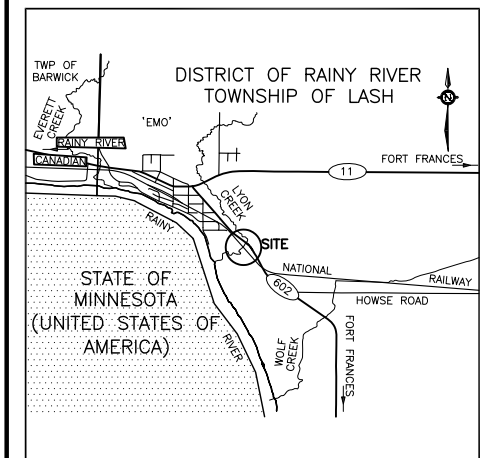 TWP OF
BARWICK
DISTRICT OF RAINY RIVER
TOWNSHIP OF LASH
N
EVERETT
CREEK
'EMO'
RAINY RIVER
CANADIAN
FORT FRANCES
11
LYON
CREEK
RAINY
RIVER
SITE
NATIONAL
RAILWAY
602
HOWSE ROAD
STATE OF
MINNESOTA
(UNITED STATES OF
AMERICA)
WOLF
CREEK
FORT FRANCES